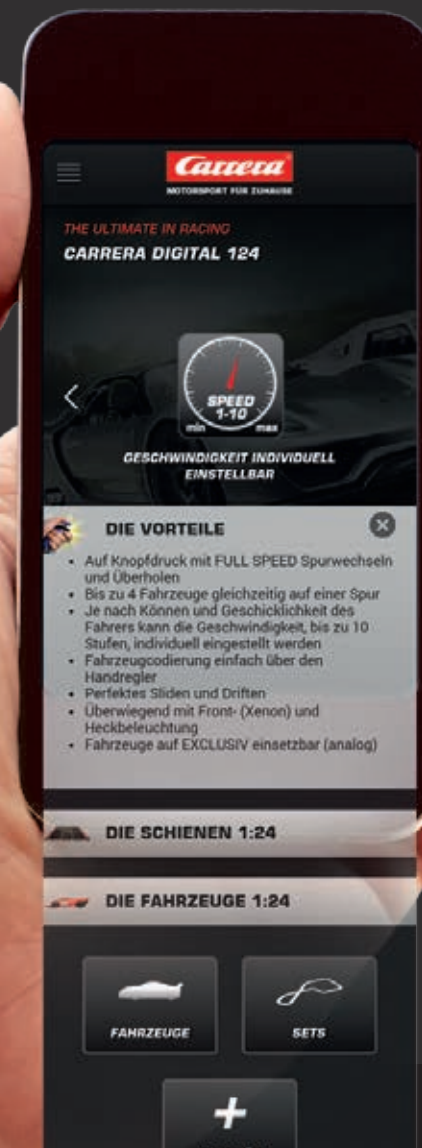 Carrera
MOTORSPORT FÜR ZUHAUSE
THE ULTIMATE IN RACING
CARRERA DIGITAL 124
SPEED
1-10
min max
GESCHWINDIGKEIT INDIVIDUELL
EINSTELLBAR
DIE VORTEILE
• Auf Knopfdruck mit FULL SPEED Spurwechseln
und Überholen
• Bis zu 4 Fahrzeuge gleichzeitig auf einer Spur
• Je nach Können und Geschicklichkeit des
Fahrers kann die Geschwindigkeit, bis zu 10
Stufen, individuell eingestellt werden
• Fahrzeugcodierung einfach über den
Handregler
• Perfektes Sliden und Driften
• Überwiegend mit Front- (Xenon) und
Heckbeleuchtung
• Fahrzeuge auf EXCLUSIV einsetzbar (analog)
DIE SCHIENEN 1:24
DIE FAHRZEUGE 1:24
FAHRZEUGE SETS